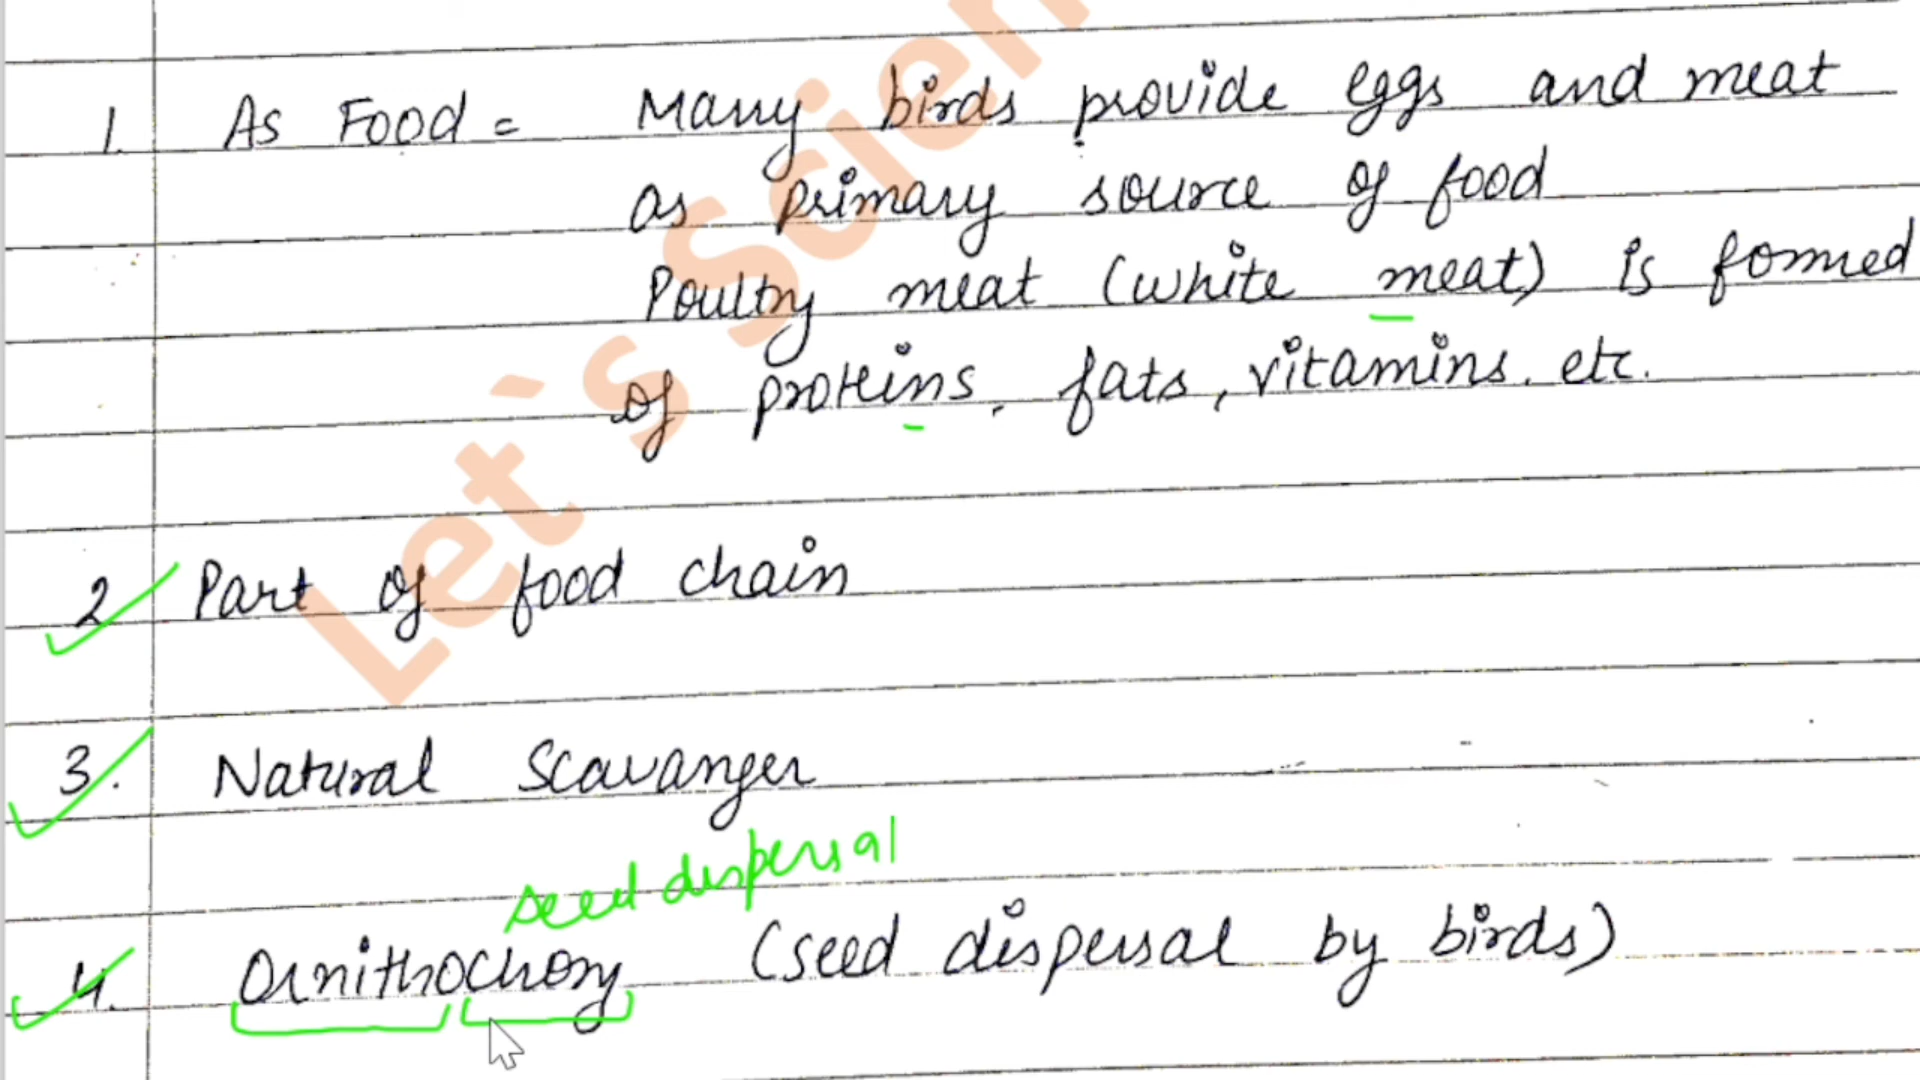 1. As Food = Many birds provide eggs and meat
as primary source of food
Poultry meat (white meat) is formed
of proteins, fats, vitamins. etc.
2 Part of food chain
3. Natural Scavanger
seed dispersal
4. Ornithochory (seed dispersal by birds)
Let's Scien